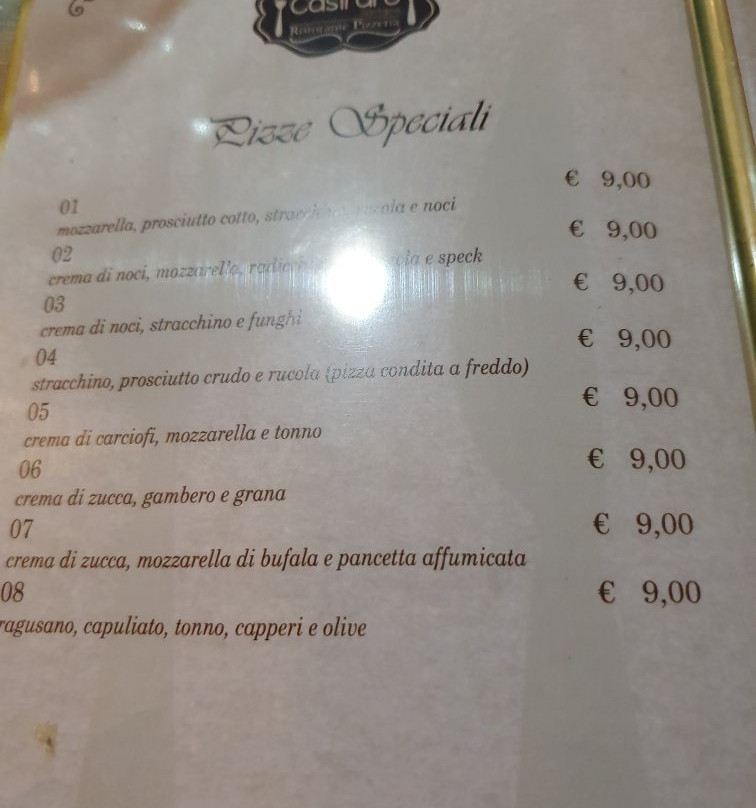 Ristorante Pizzeria
Pizze Speciali
01 € 9,00
mozzarella, prosciutto cotto, e noci
02 € 9,00
crema di noci, mozzarella, e speck
03 € 9,00
crema di noci, stracchino e funghi
04 € 9,00
stracchino, prosciutto crudo e rucola (pizza condita a freddo)
05 € 9,00
crema di carciofi, mozzarella e tonno
06 € 9,00
crema di zucca, gambero e grana
07 € 9,00
crema di zucca, mozzarella di bufala e pancetta affumicata
08 € 9,00
ragusano, capuliato, tonno, capperi e olive